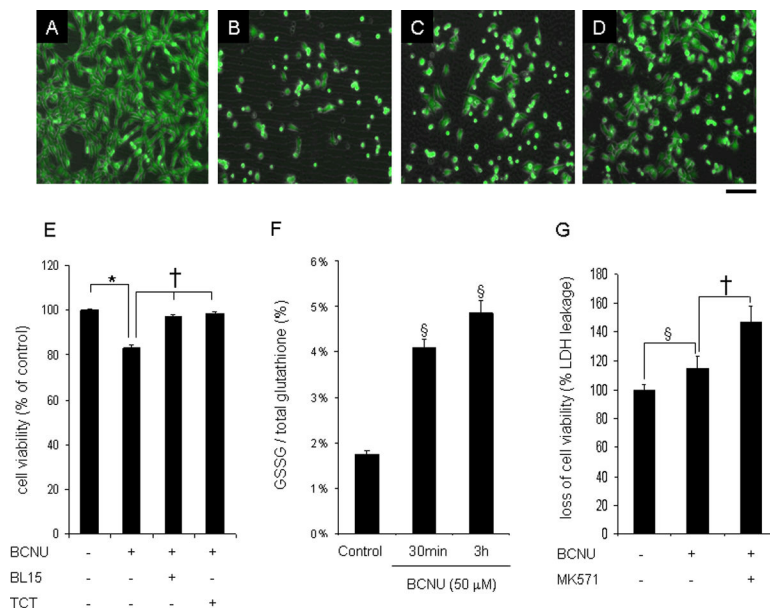 A B C D
E
cell viability (% of control)
120
100
80
60
40
20
0
*
†
BCNU - + + +
BL15 +
TCT +
F
GSSG / total glutathione (%)
6%
5%
4%
3%
2%
1%
0%
§
§
Control 30min 3h
BCNU (50 µM)
G
loss of cell viability (% LDH leakage)
180
160
140
120
100
80
60
40
20
0
§
†
BCNU - + +
MK571 +